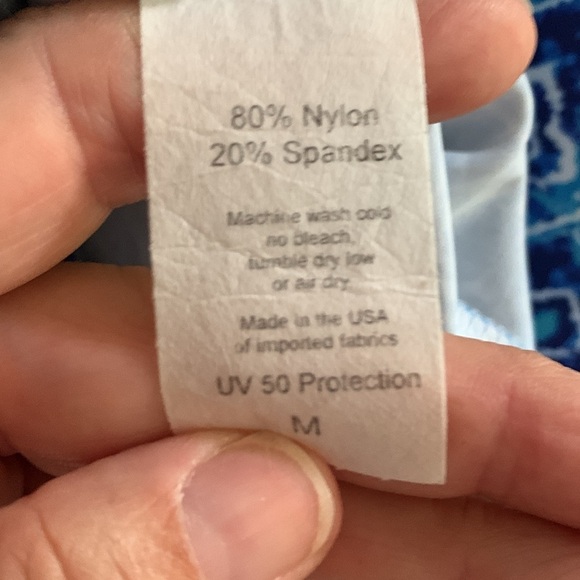 80% Nylon
20% Spandex
Machine wash cold
no bleach,
tumble dry low
or air dry
Made in the USA
of imported fabrics
UV 50 Protection
M